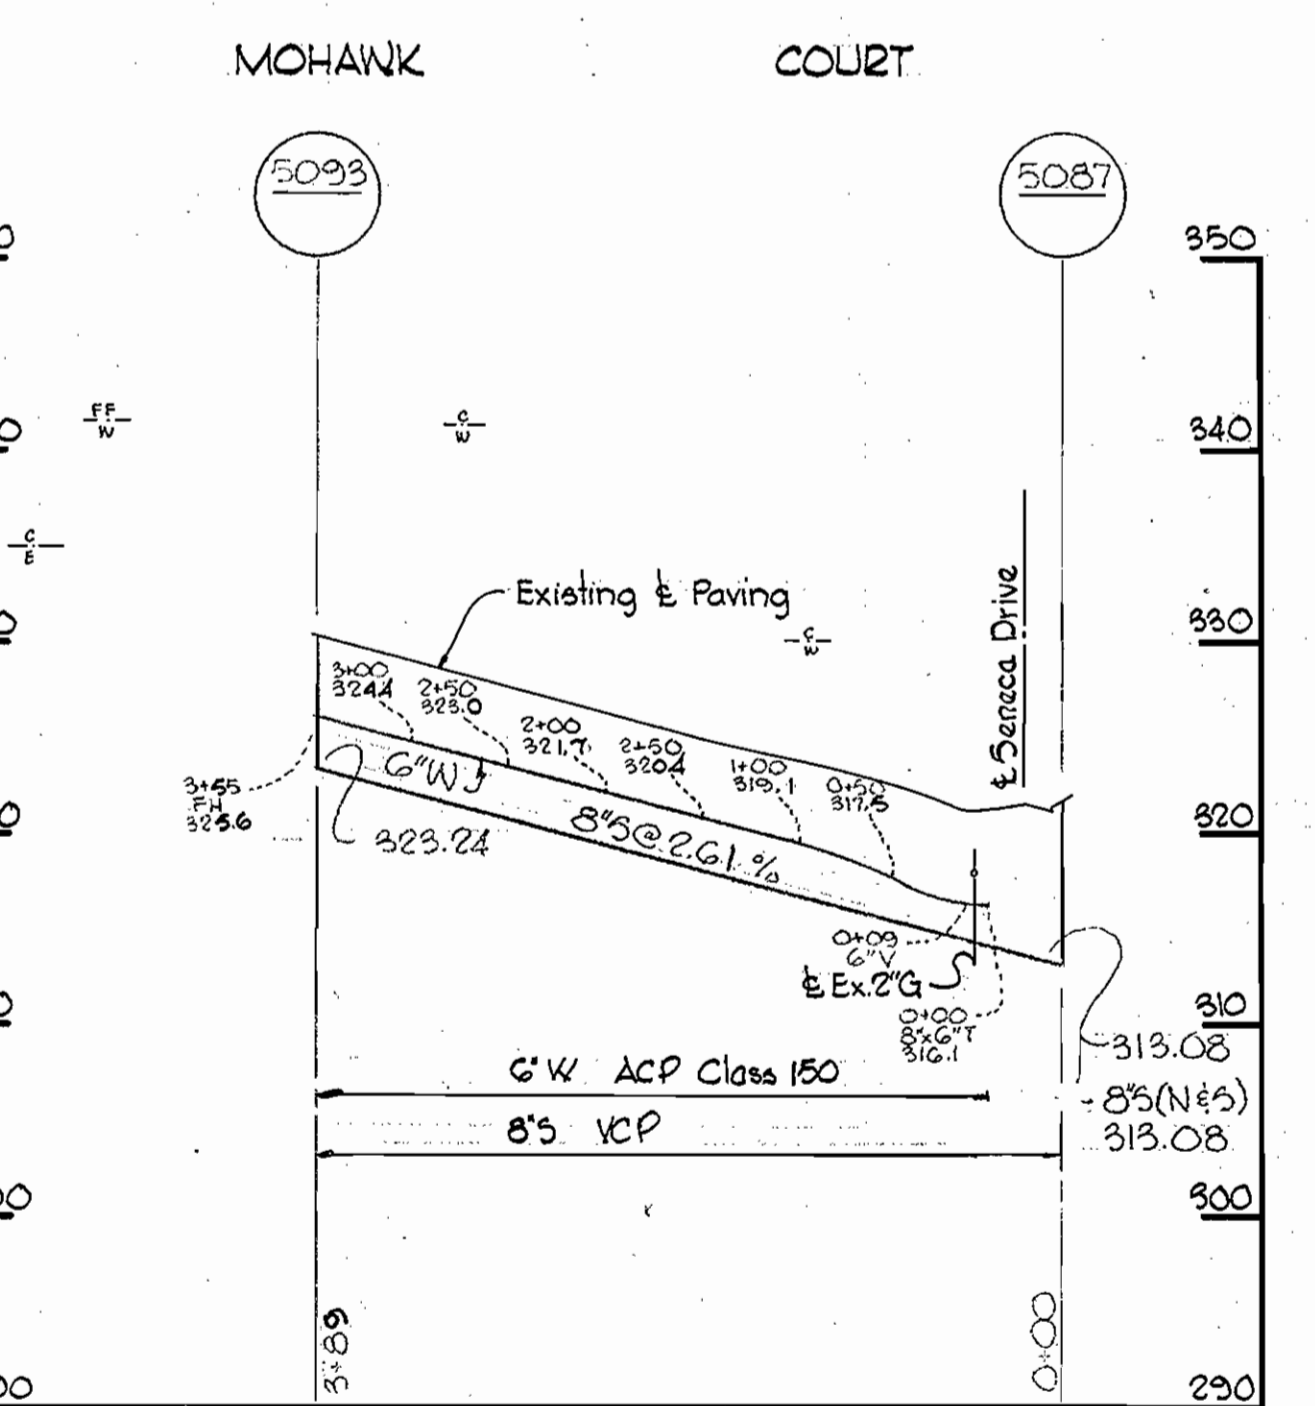 MOHAWK COURT
5093
5087
350
FF
W
C
W
340
C
E
Existing ℄ Paving
C
W
℄ Seneca Drive
330
3+00
324.4
2+50
323.0
2+00
321.7
2+50
320.4
1+00
319.1
0+50
317.5
6"W
3+55
FH
325.6
323.24
8"S@2.61%
320
0+09
6"V
℄ Ex.2"G
0+00
8"x6"T
316.1
310
313.08
6"W ACP Class 150
8"S(N&S)
313.08
8"S VCP
300
3+89
0+00
290